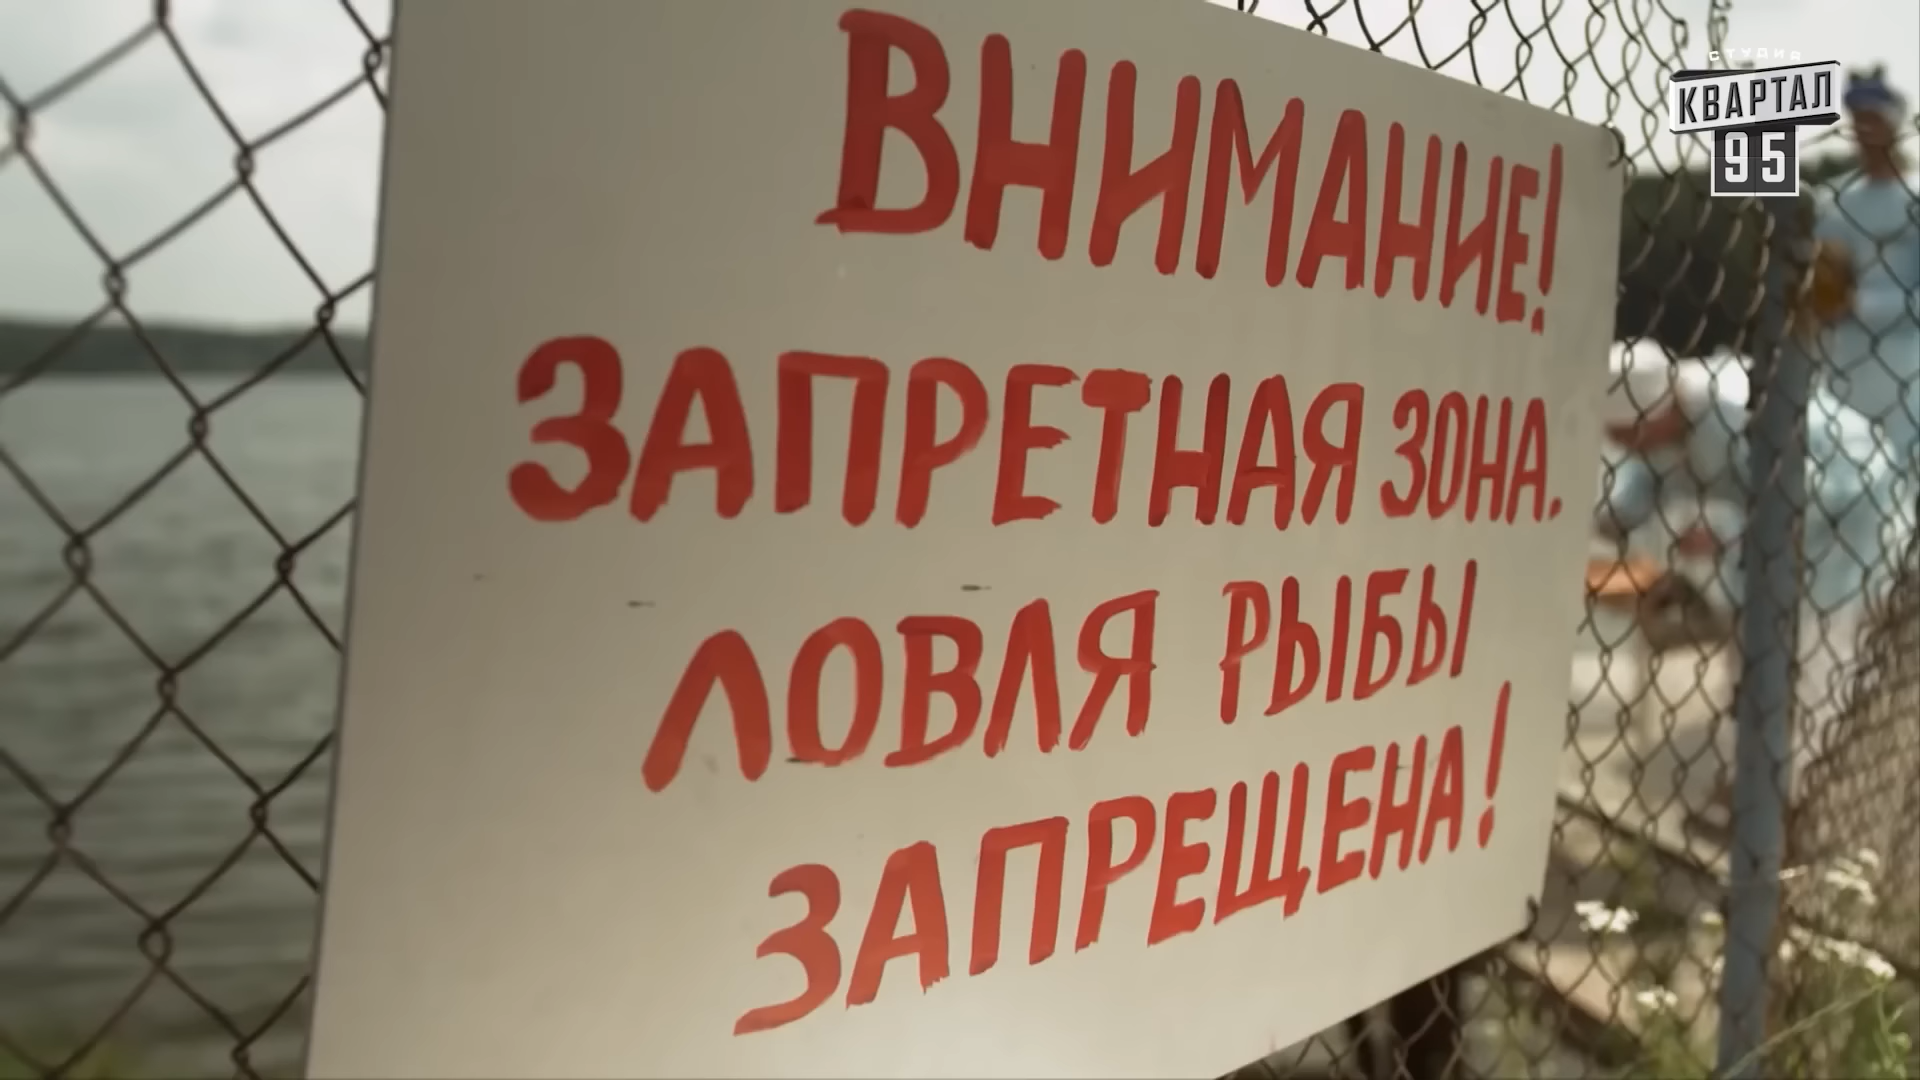 СТУДИЯ
КВАРТАЛ
95
ВНИМАНИЕ!
ЗАПРЕТНАЯ ЗОНА.
ЛОВЛЯ РЫБЫ
ЗАПРЕЩЕНА!